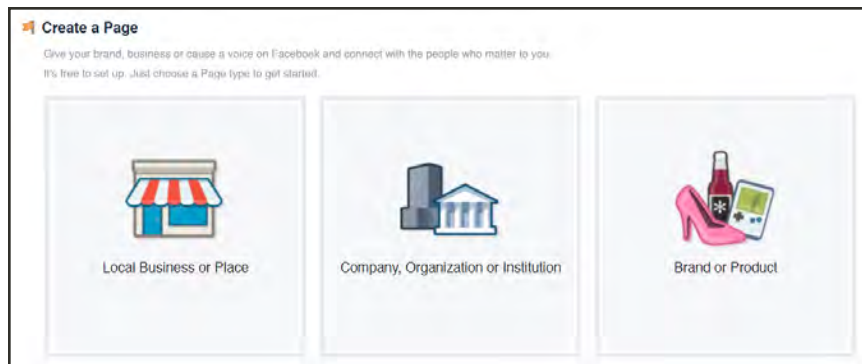 Create a Page
Give your brand, business or cause a voice on Facebook and connect with the people who matter to you.
It's free to set up. Just choose a Page type to get started.
Local Business or Place
Company, Organization or Institution
Brand or Product